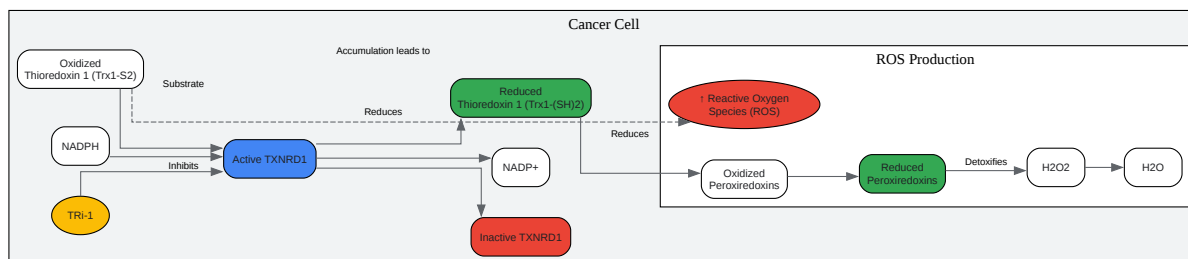 Cancer Cell
Accumulation leads to
Oxidized
Thioredoxin 1 (Trx1-S2)
Substrate
NADPH
Inhibits
TRi-1
Active TXNRD1
Reduces
Reduced
Thioredoxin 1 (Trx1-(SH)2)
NADP+
Inactive TXNRD1
Reduces
ROS Production
↑ Reactive Oxygen
Species (ROS)
Oxidized
Peroxiredoxins
Reduced
Peroxiredoxins
Detoxifies
H2O2
H2O